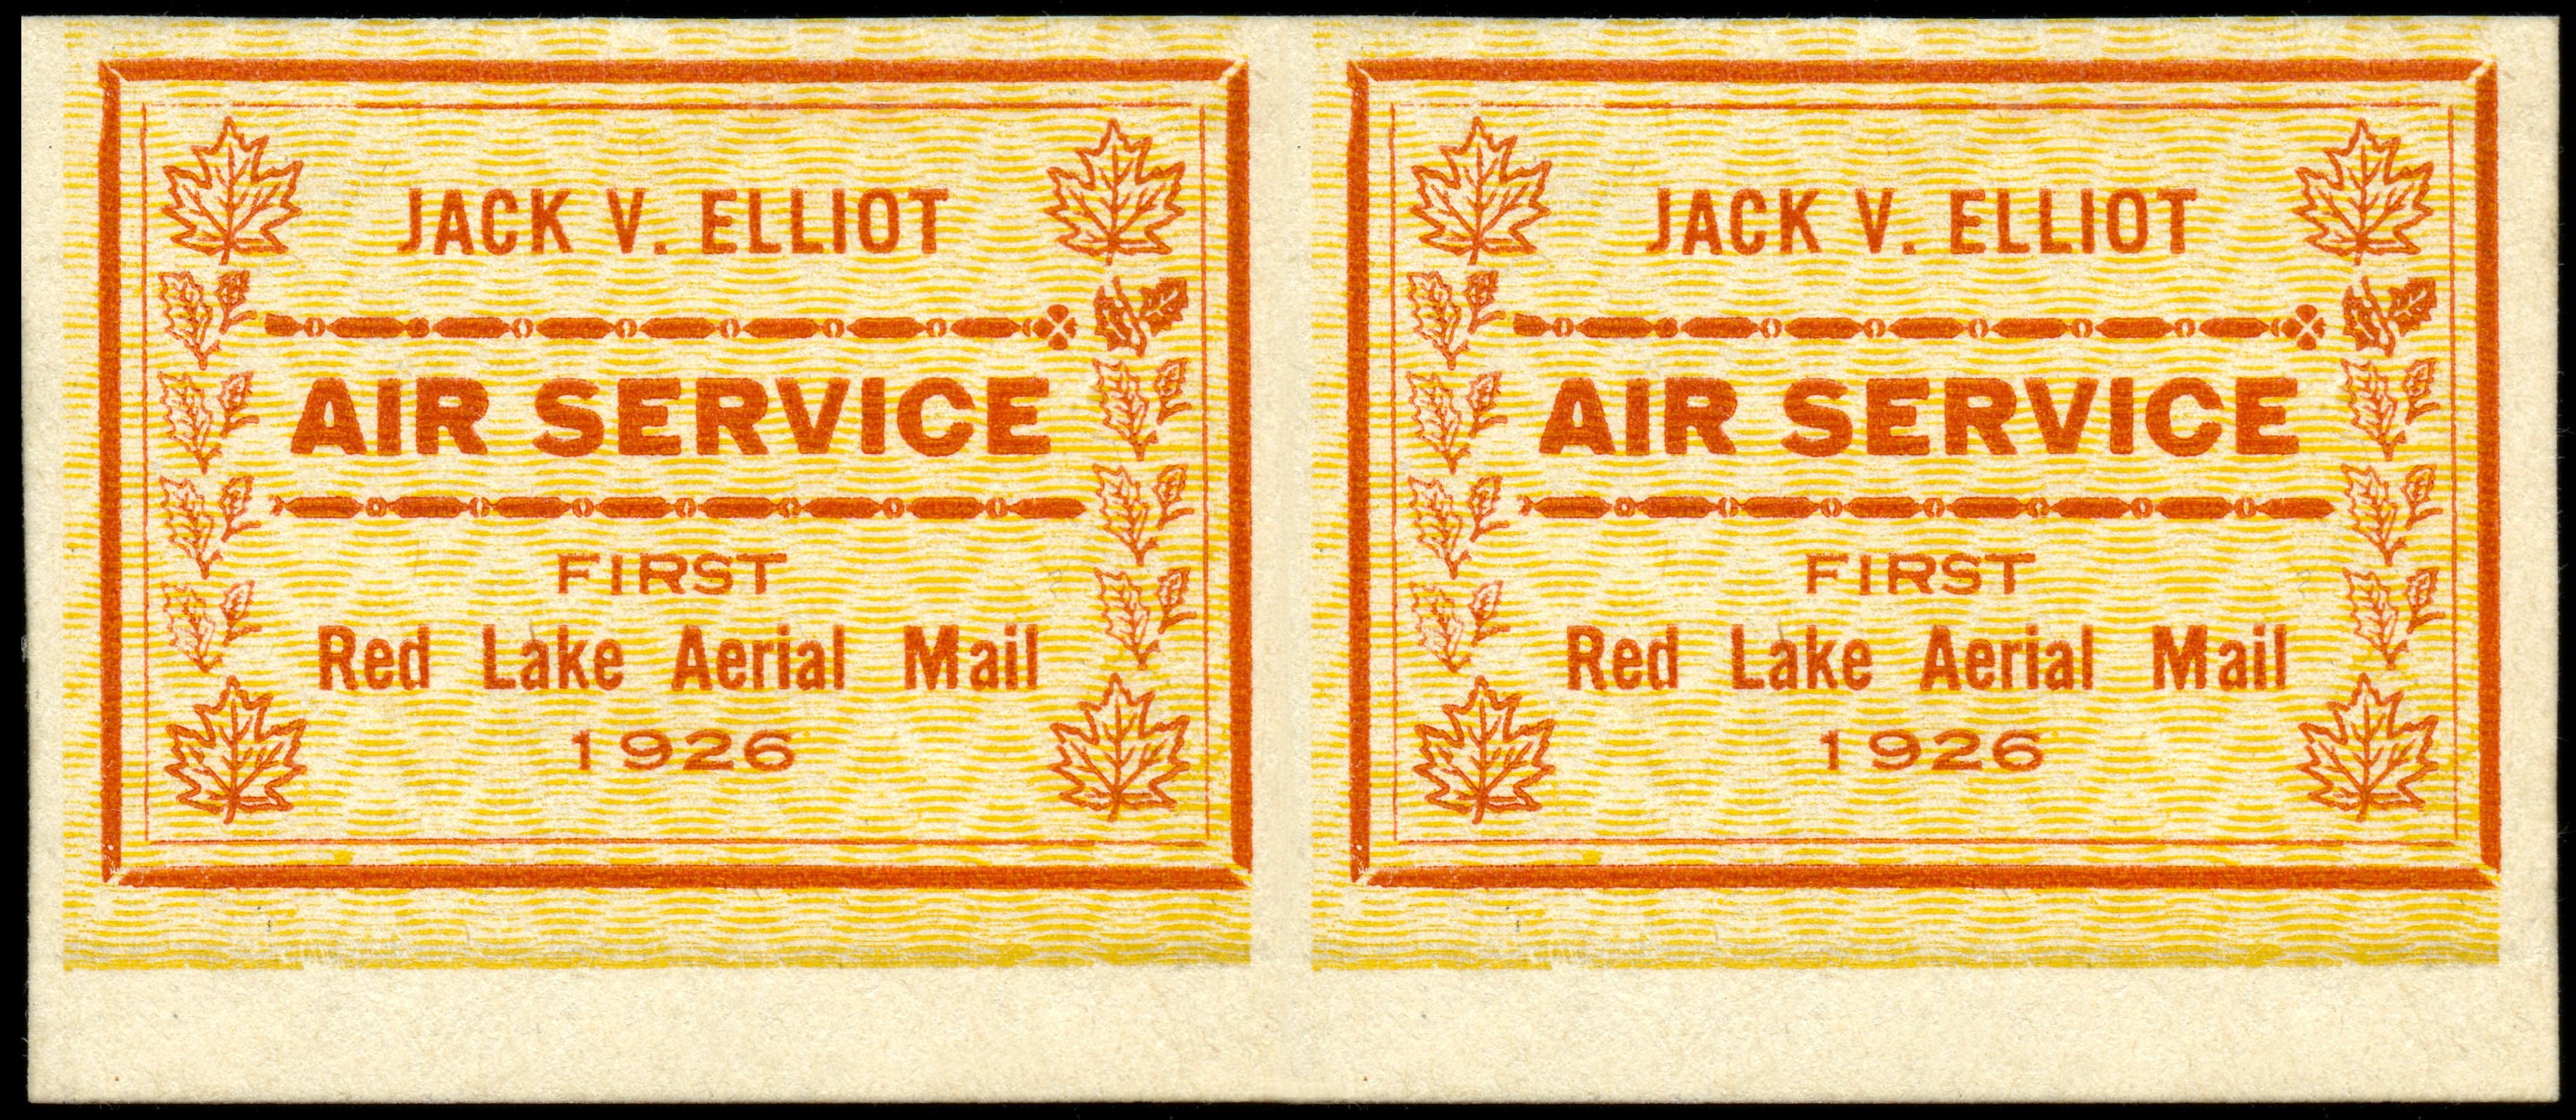 JACK V. ELLIOT
AIR SERVICE
FIRST
Red Lake Aerial Mail
1926
JACK V. ELLIOT
AIR SERVICE
FIRST
Red Lake Aerial Mail
1926